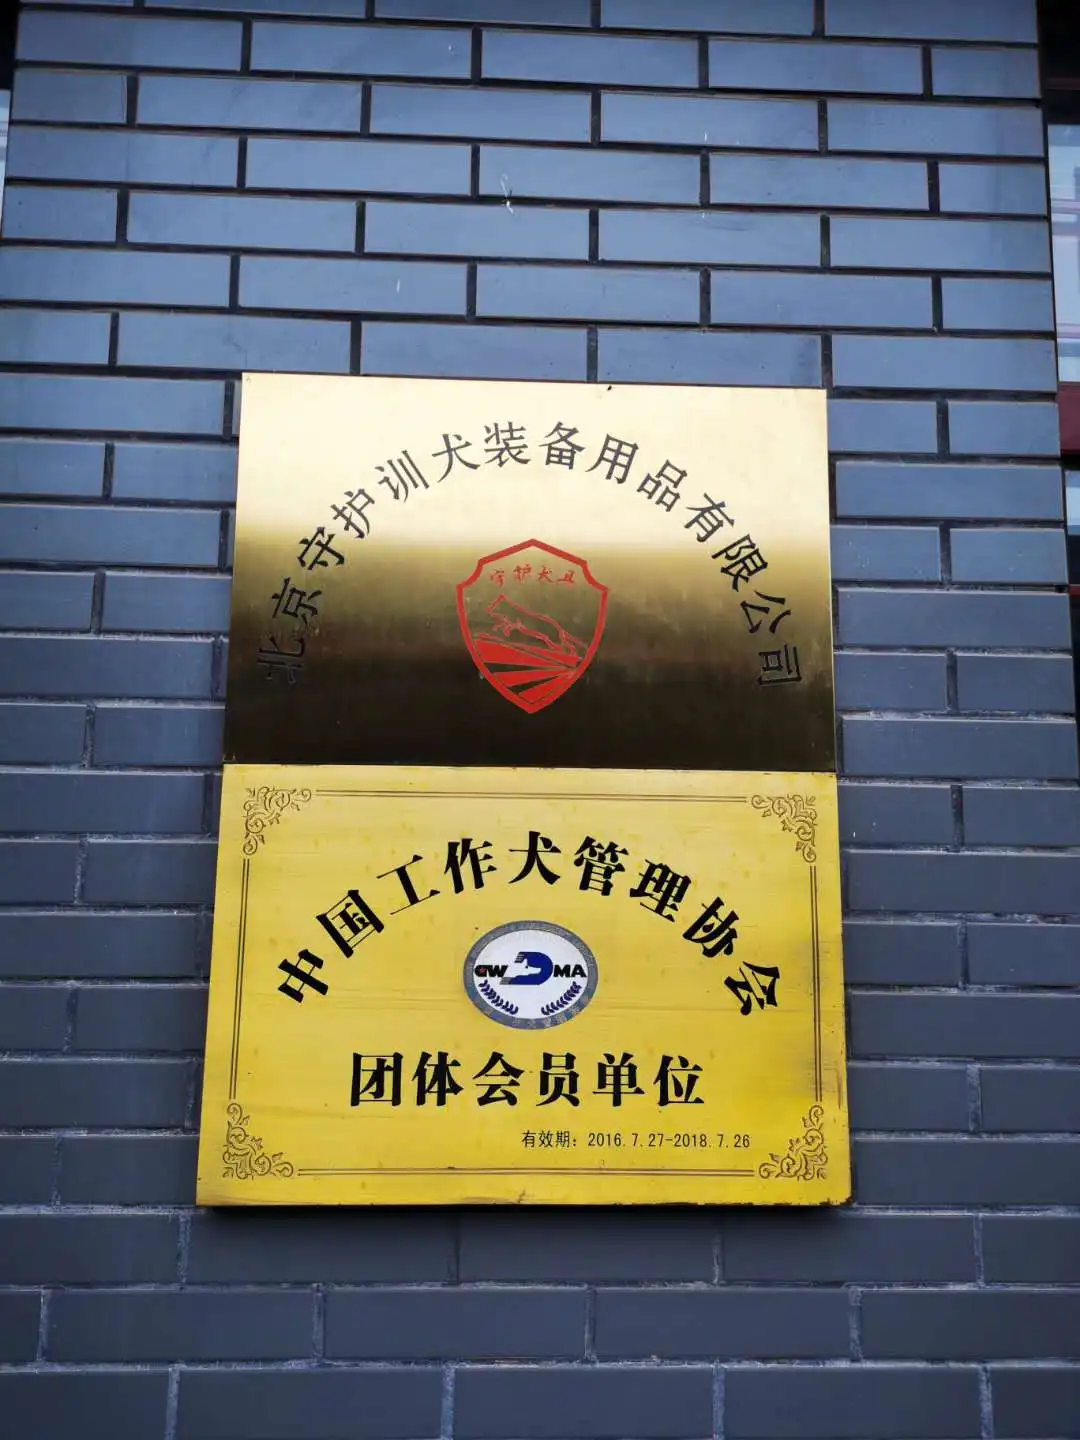 北京守护训犬装备用品有限公司
守护犬卫
中国工作犬管理协会
CWDMA
团体会员单位
有效期：2016.7.27-2018.7.26